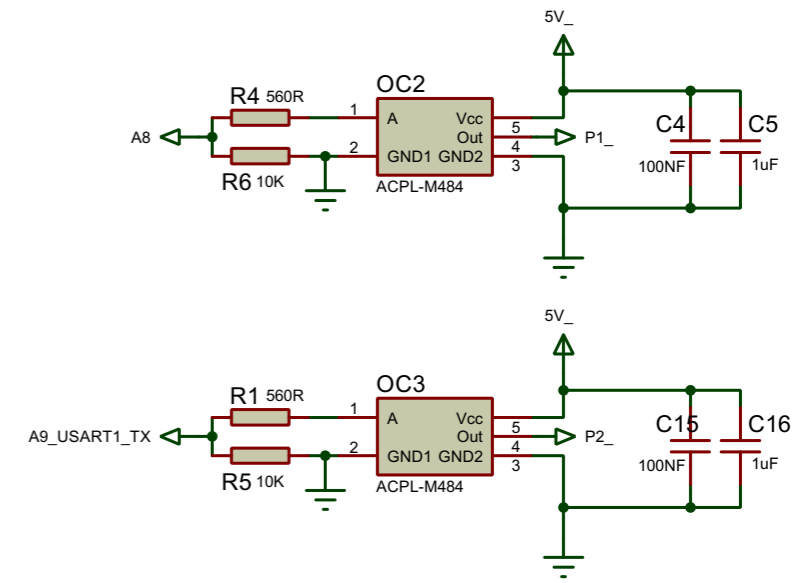 5V_
OC2
R4 560R
1
A
Vcc
A8
5
Out
P1_
C4
C5
2
GND1 GND2
4
3
100NF
1uF
R6 10K
ACPL-M484
5V_
OC3
R1 560R
1
A
Vcc
A9_USART1_TX
5
Out
P2_
C15
C16
2
GND1 GND2
4
3
100NF
1uF
R5 10K
ACPL-M484